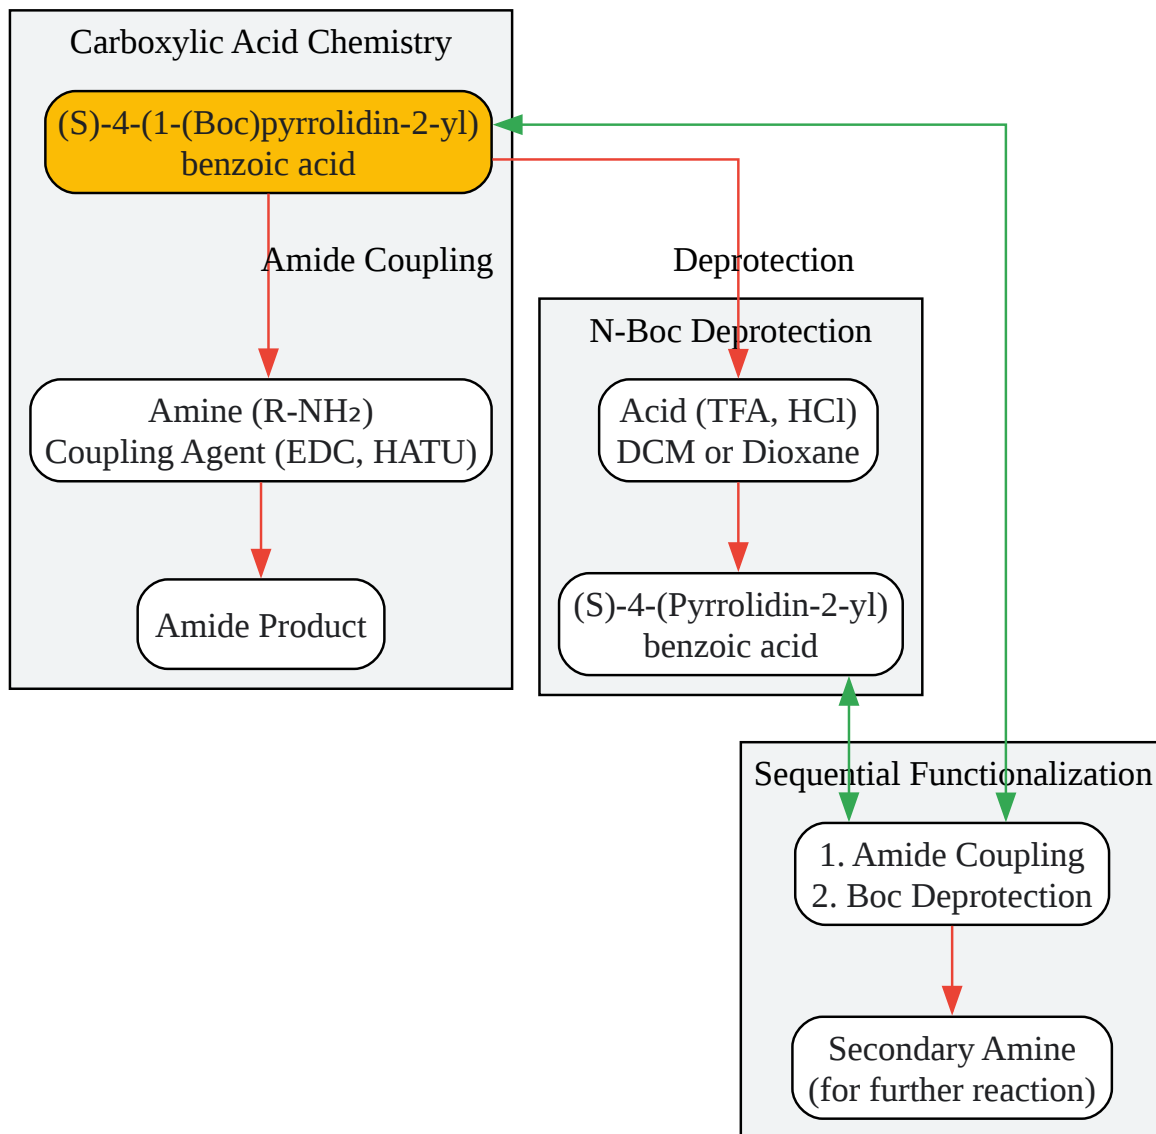 Carboxylic Acid Chemistry
(S)-4-(1-(Boc)pyrrolidin-2-yl)
benzoic acid
Amide Coupling
Deprotection
N-Boc Deprotection
Amine (R-NH₂)
Coupling Agent (EDC, HATU)
Acid (TFA, HCl)
DCM or Dioxane
Amide Product
(S)-4-(Pyrrolidin-2-yl)
benzoic acid
Sequential Functionalization
1. Amide Coupling
2. Boc Deprotection
Secondary Amine
(for further reaction)